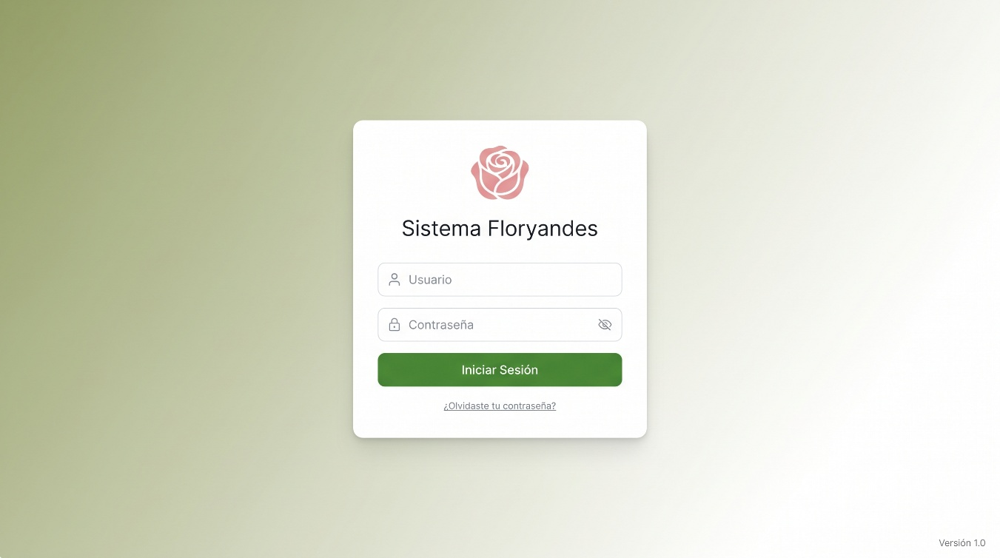 Sistema Floryandes
Usuario
Contraseña
Iniciar Sesión
¿Olvidaste tu contraseña?
Versión 1.0